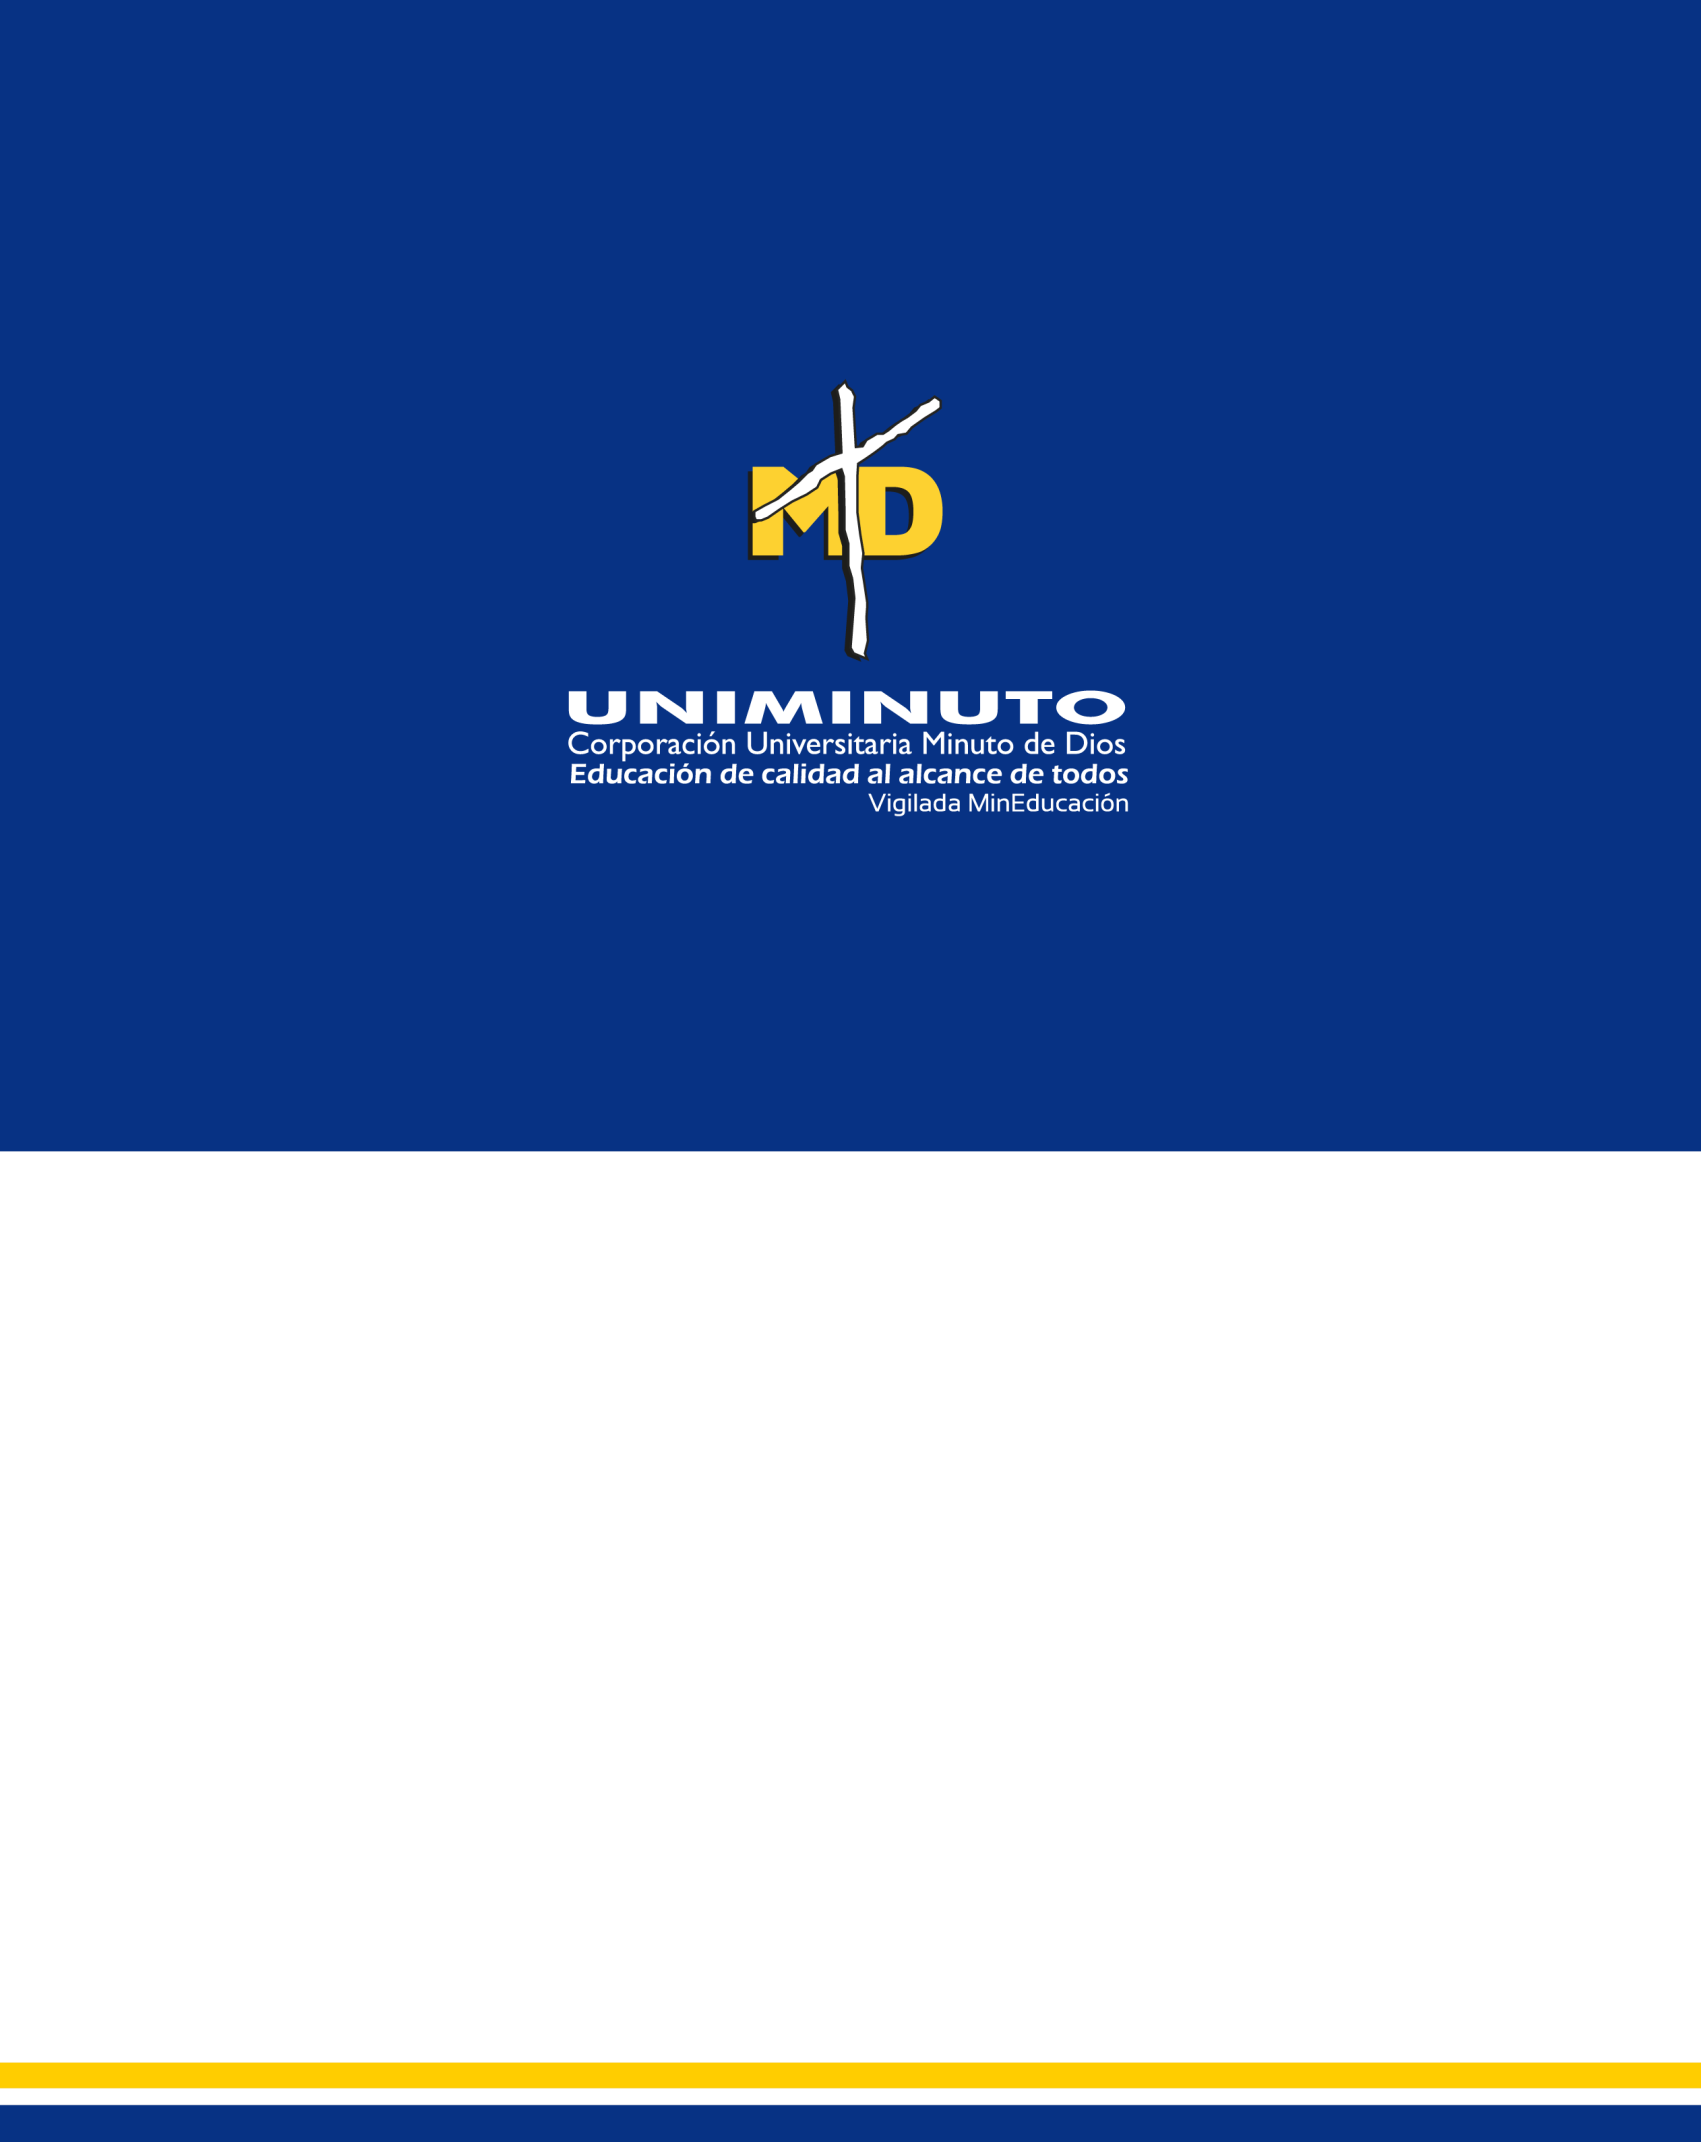 MD
UNIMINUTO
Corporación Universitaria Minuto de Dios
Educación de calidad al alcance de todos
Vigilada MinEducación